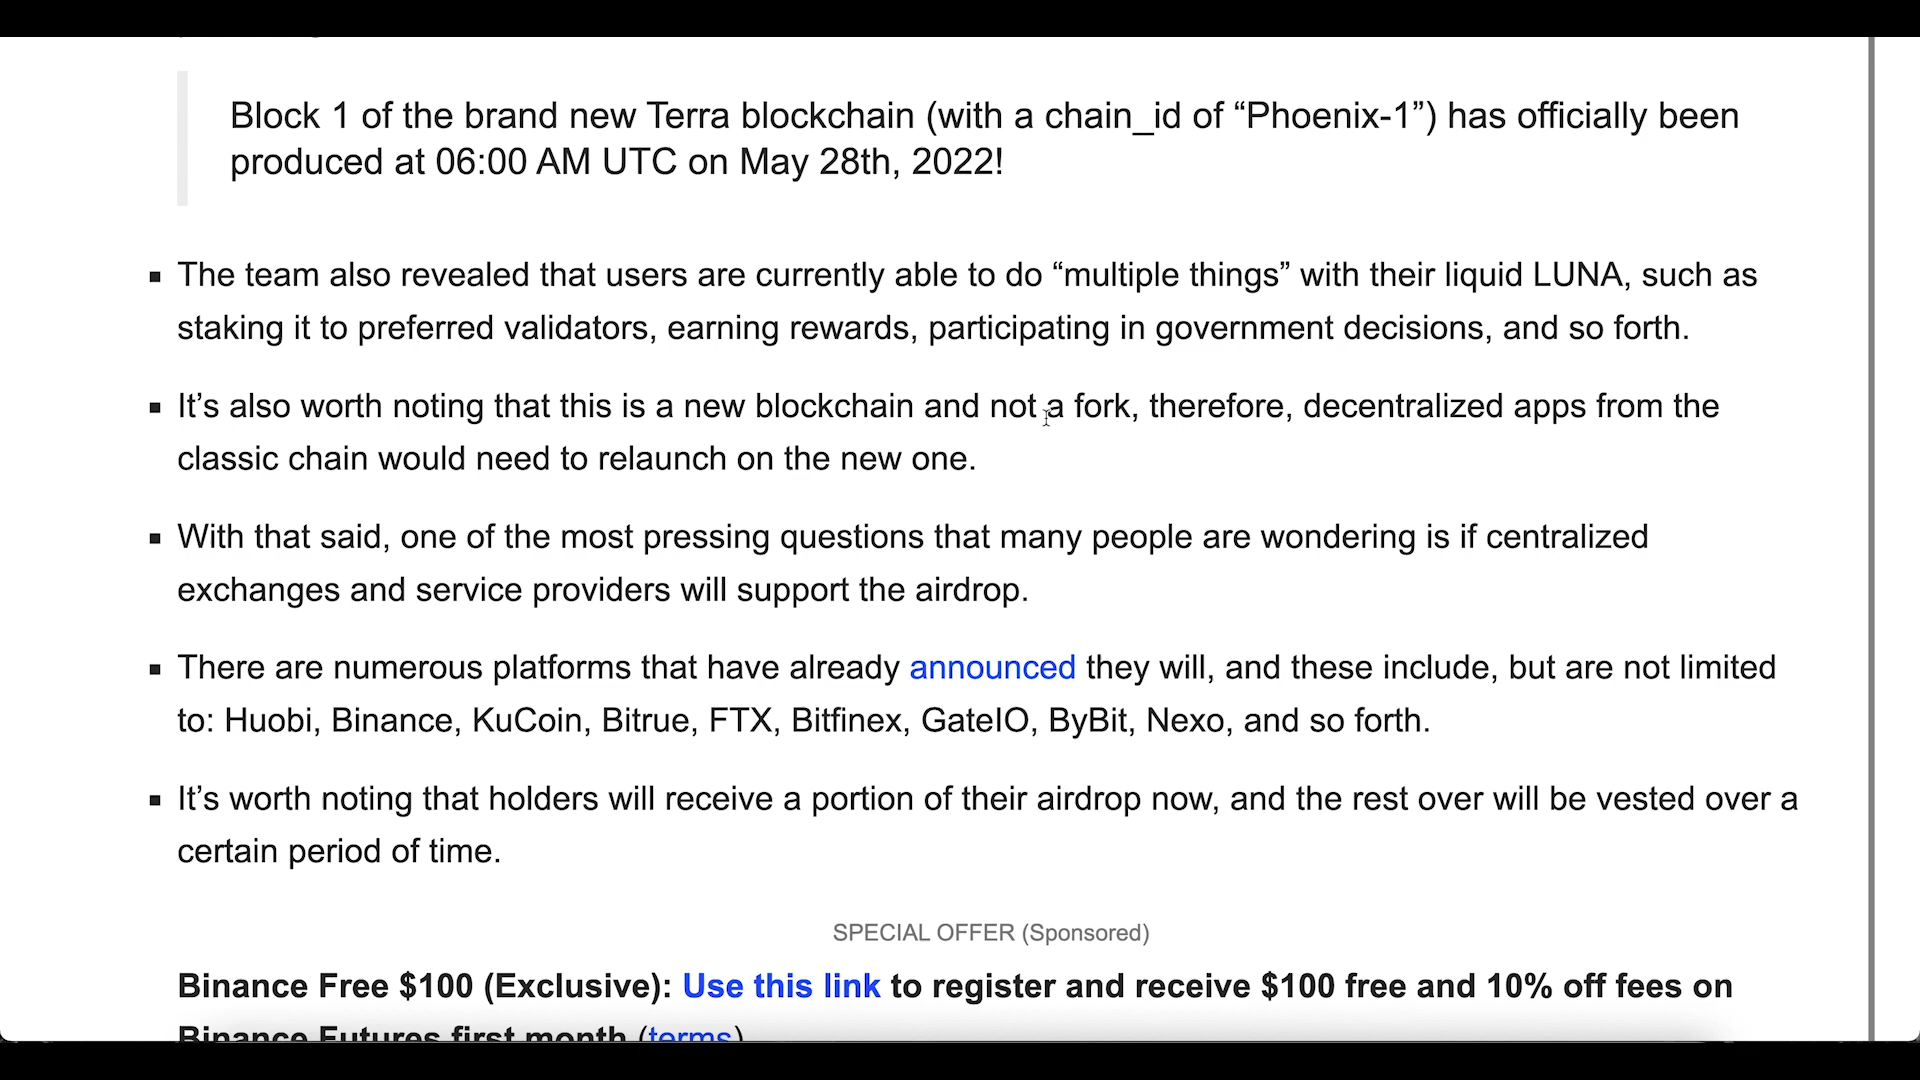 Block 1 of the brand new Terra blockchain (with a chain_id of “Phoenix-1”) has officially been
produced at 06:00 AM UTC on May 28th, 2022!
▪ The team also revealed that users are currently able to do “multiple things” with their liquid LUNA, such as
staking it to preferred validators, earning rewards, participating in government decisions, and so forth.
▪ It’s also worth noting that this is a new blockchain and not a fork, therefore, decentralized apps from the
classic chain would need to relaunch on the new one.
▪ With that said, one of the most pressing questions that many people are wondering is if centralized
exchanges and service providers will support the airdrop.
▪ There are numerous platforms that have already announced they will, and these include, but are not limited
to: Huobi, Binance, KuCoin, Bitrue, FTX, Bitfinex, GateIO, ByBit, Nexo, and so forth.
▪ It’s worth noting that holders will receive a portion of their airdrop now, and the rest over will be vested over a
certain period of time.
SPECIAL OFFER (Sponsored)
Binance Free $100 (Exclusive): Use this link to register and receive $100 free and 10% off fees on
Binance Futures first month (terms)